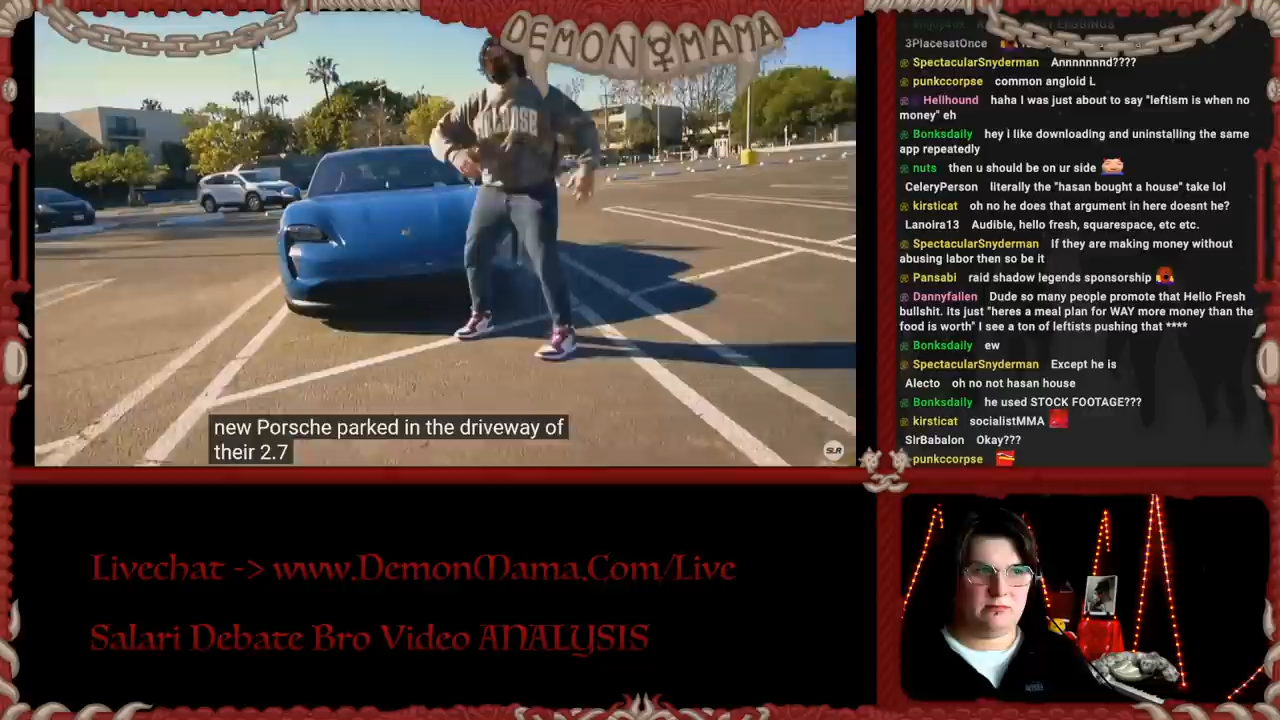 DEMON MAMA
new Porsche parked in the driveway of
their 2.7
SLR
3PlacesatOnce
SpectacularSnyderman Annnnnnnd????
punkccorpse common angloid L
Hellhound haha I was just about to say "leftism is when no
money" eh
Bonksdaily hey i like downloading and uninstalling the same
app repeatedly
nuts then u should be on ur side
CeleryPerson literally the "hasan bought a house" take lol
kirsticat oh no he does that argument in here doesnt he?
Lanoira13 Audible, hello fresh, squarespace, etc etc.
SpectacularSnyderman If they are making money without
abusing labor then so be it
Pansabi raid shadow legends sponsorship
Dannyfallen Dude so many people promote that Hello Fresh
bullshit. Its just "heres a meal plan for WAY more money than the
food is worth" I see a ton of leftists pushing that ****
Bonksdaily ew
SpectacularSnyderman Except he is
Alecto oh no not hasan house
Bonksdaily he used STOCK FOOTAGE???
kirsticat socialistMMA
SirBabalon Okay???
punkccorpse
Livechat -> www.DemonMama.Com/Live
Salari Debate Bro Video ANALYSIS